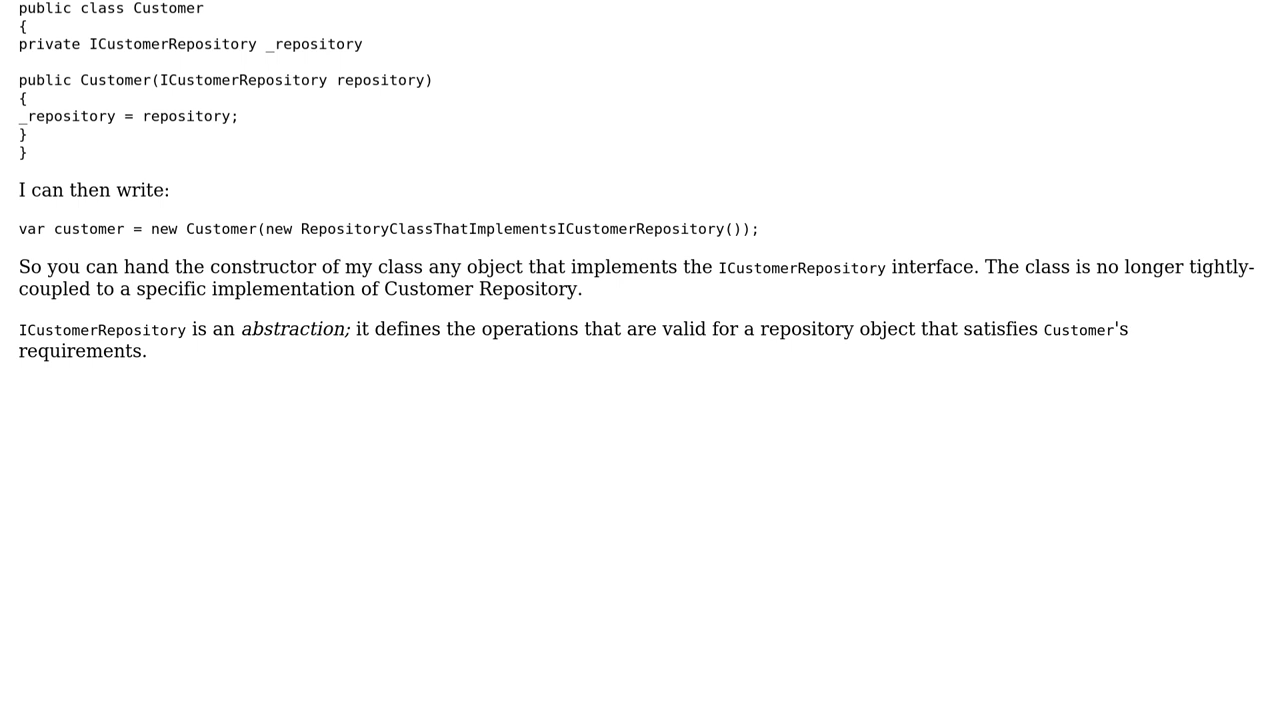 public class Customer
{
private ICustomerRepository _repository
public Customer(ICustomerRepository repository)
{
_repository = repository;
}
}
I can then write:
var customer = new Customer(new RepositoryClassThatImplementsICustomerRepository());
So you can hand the constructor of my class any object that implements the ICustomerRepository interface. The class is no longer tightly-
coupled to a specific implementation of Customer Repository.
ICustomerRepository is an abstraction; it defines the operations that are valid for a repository object that satisfies Customer's
requirements.